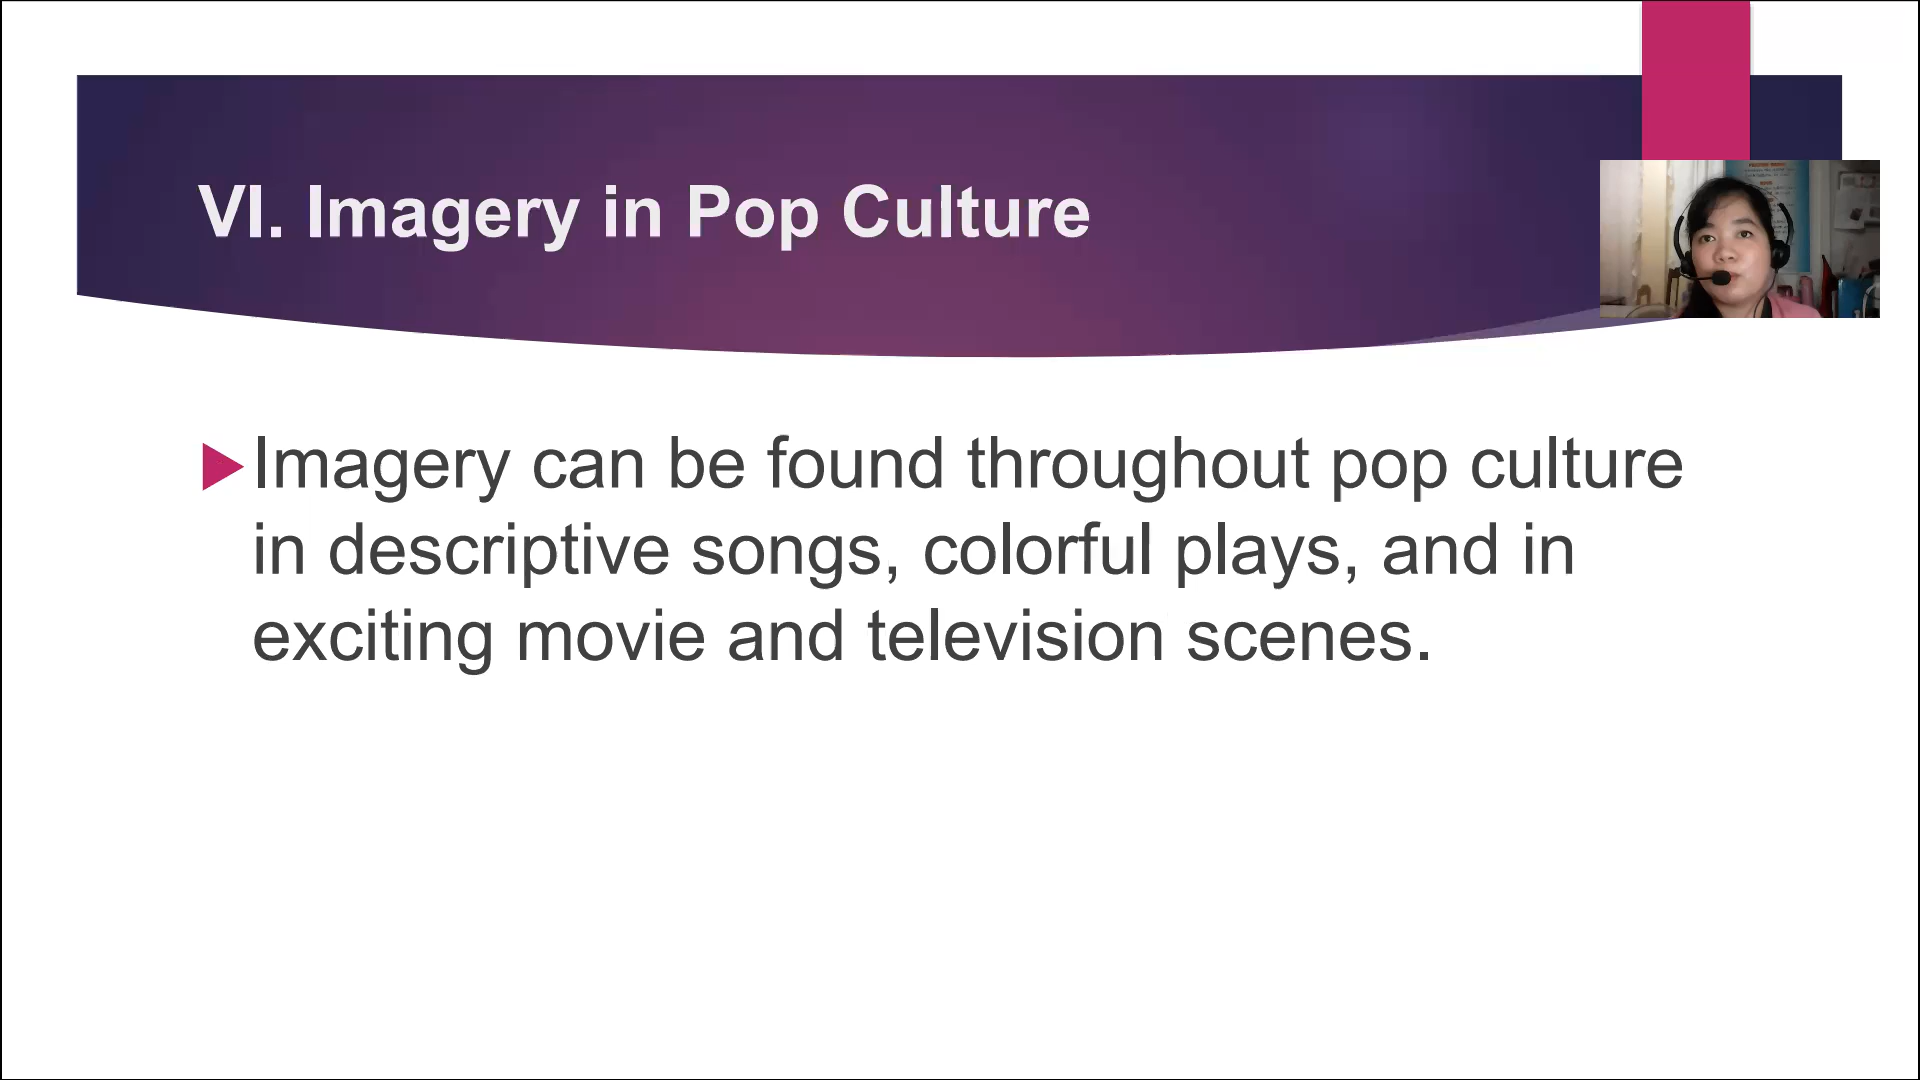 VI. Imagery in Pop Culture
Imagery can be found throughout pop culture
in descriptive songs, colorful plays, and in
exciting movie and television scenes.